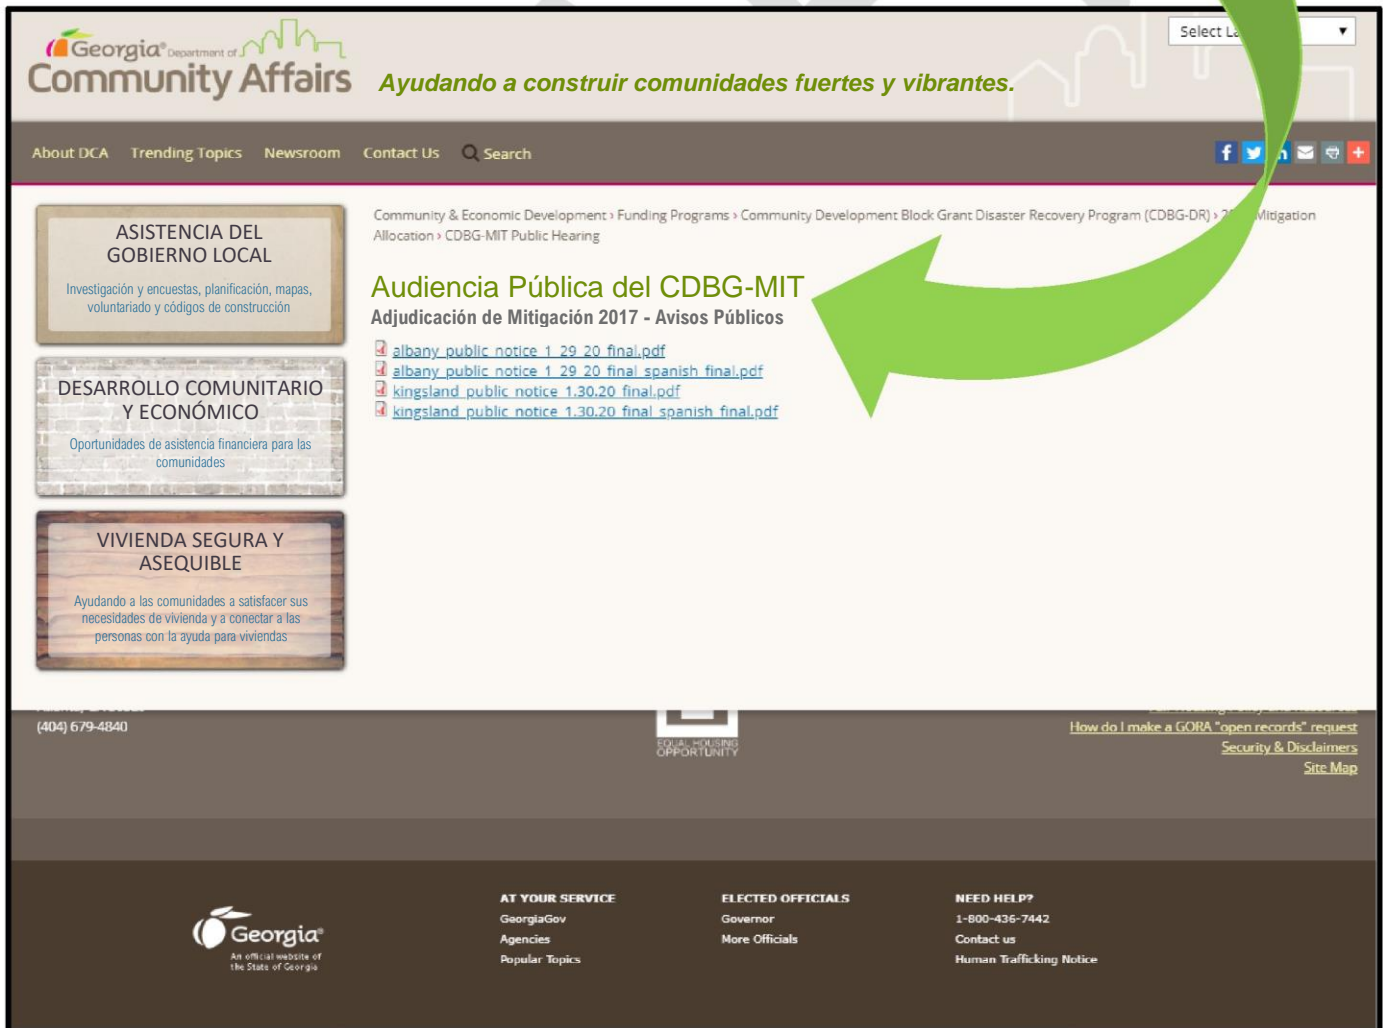 Georgia® Department of
Community Affairs
Ayudando a construir comunidades fuertes y vibrantes.
Select
About DCA Trending Topics Newsroom Contact Us Search
ASISTENCIA DEL
GOBIERNO LOCAL
Investigación y encuestas, planificación, mapas,
voluntariado y códigos de construcción
DESARROLLO COMUNITARIO
Y ECONÓMICO
Oportunidades de asistencia financiera para las
comunidades
VIVIENDA SEGURA Y
ASEQUIBLE
Ayudando a las comunidades a satisfacer sus
necesidades de vivienda y a conectar a las
personas con la ayuda para viviendas
Community & Economic Development › Funding Programs › Community Development Block Grant Disaster Recovery Program (CDBG-DR) › Mitigation
Allocation › CDBG-MIT Public Hearing
Audiencia Pública del CDBG-MIT
Adjudicación de Mitigación 2017 - Avisos Públicos
albany_public_notice_1_29_20_final.pdf
albany_public_notice_1_29_20_final_spanish_final.pdf
kingsland_public_notice_1.30.20_final.pdf
kingsland_public_notice_1.30.20_final_spanish_final.pdf
(404) 679-4840
EQUAL HOUSING
OPPORTUNITY
How do I make a GORA "open records" request
Security & Disclaimers
Site Map
Georgia®
An official website of
the State of Georgia
AT YOUR SERVICE
GeorgiaGov
Agencies
Popular Topics
ELECTED OFFICIALS
Governor
More Officials
NEED HELP?
1-800-436-7442
Contact us
Human Trafficking Notice